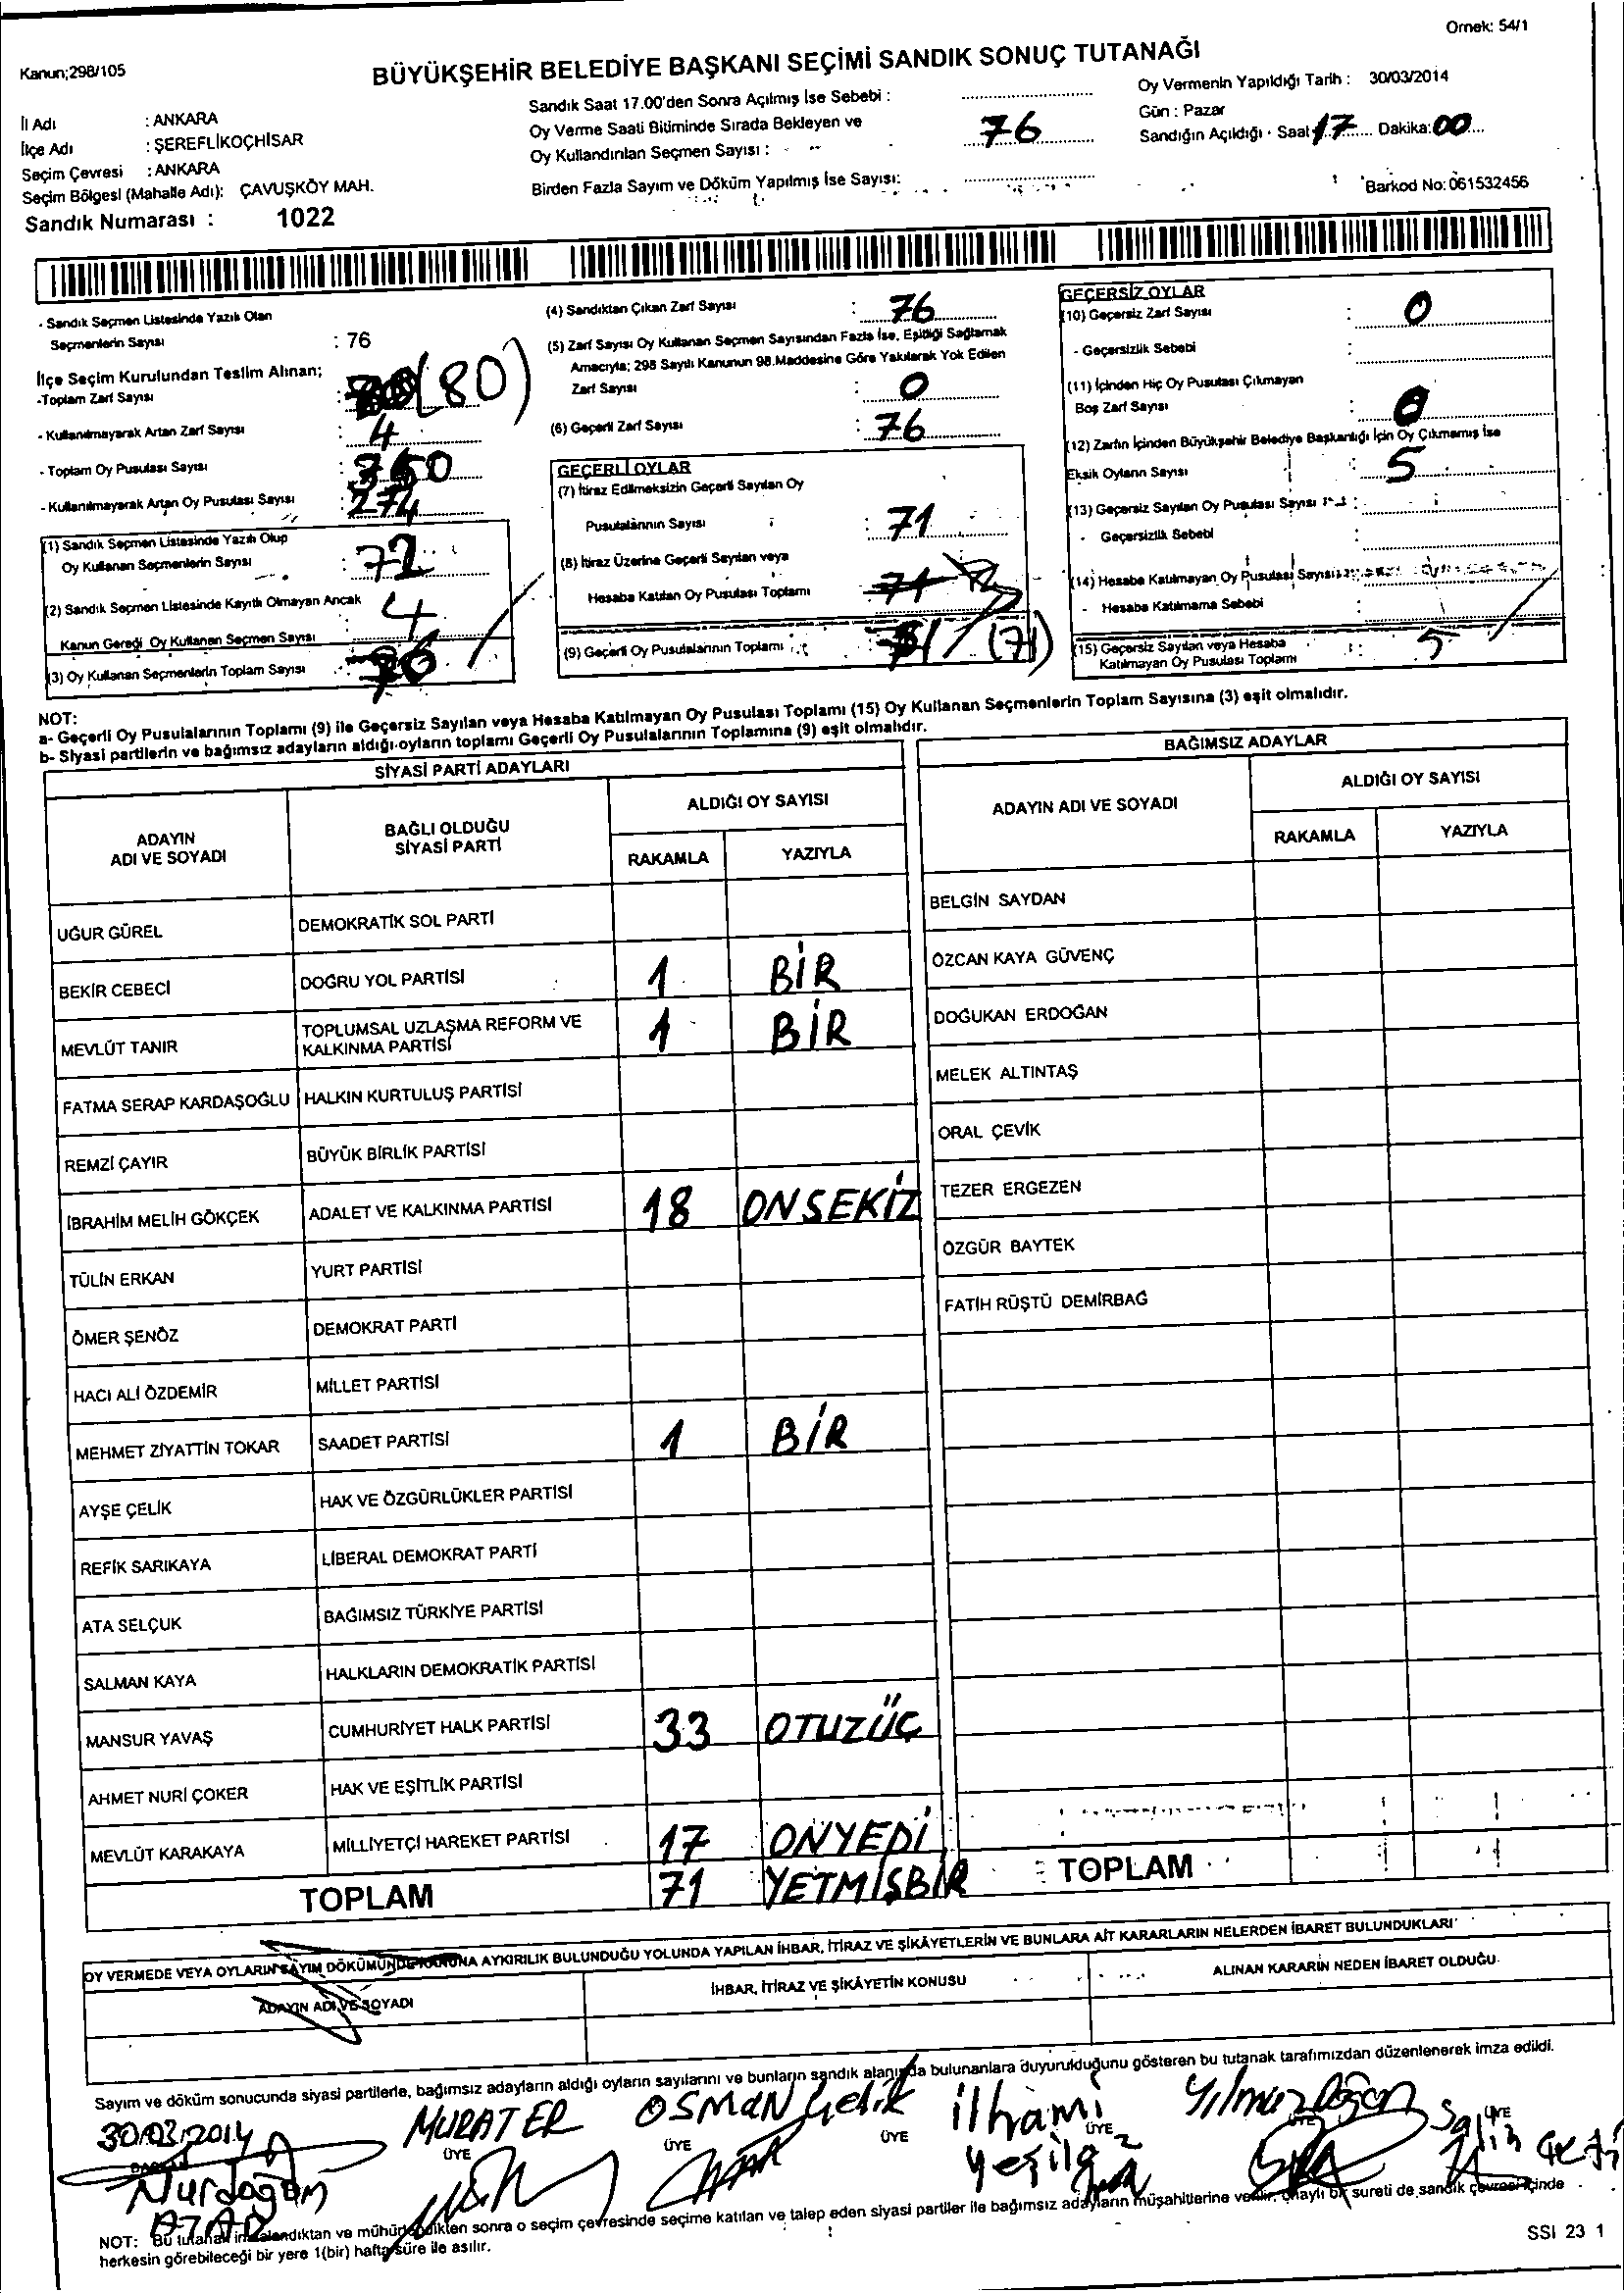 Örnek: 54/1
Kanun;298/105
BÜYÜKŞEHİR BELEDİYE BAŞKANI SEÇİMİ SANDIK SONUÇ TUTANAĞI
İl Adı : ANKARA
İlçe Adı : ŞEREFLİKOÇHİSAR
Seçim Çevresi : ANKARA
Seçim Bölgesi (Mahalle Adı): ÇAVUŞKÖY MAH.
Sandık Numarası : 1022
Sandık Saat 17.00'den Sonra Açılmış İse Sebebi :
Oy Verme Saati Bitiminde Sırada Bekleyen ve
Oy Kullandırılan Seçmen Sayısı : 76
Birden Fazla Sayım ve Döküm Yapılmış İse Sayısı:
Oy Vermenin Yapıldığı Tarih : 30/03/2014
Gün : Pazar
Sandığın Açıldığı - Saat 17 Dakika: 00
Barkod No: 061532456
- Sandık Seçmen Listesinde Yazılı Olan
Seçmenlerin Sayısı : 76
İlçe Seçim Kurulundan Teslim Alınan;
-Toplam Zarf Sayısı : (80)
- Kullanılmayarak Artan Zarf Sayısı : 4
- Toplam Oy Pusulası Sayısı : 350
- Kullanılmayarak Artan Oy Pusulası Sayısı : 274
(1) Sandık Seçmen Listesinde Yazılı Olup
Oy Kullanan Seçmenlerin Sayısı : 72
(2) Sandık Seçmen Listesinde Kayıtlı Olmayan Ancak
Kanun Gereği Oy Kullanan Seçmen Sayısı : 4
(3) Oy Kullanan Seçmenlerin Toplam Sayısı : 76
(4) Sandıktan Çıkan Zarf Sayısı : 76
(5) Zarf Sayısı Oy Kullanan Seçmen Sayısından Fazla İse, Eşitliği Sağlamak
Amacıyla; 298 Sayılı Kanunun 98.Maddesine Göre Yakılarak Yok Edilen
Zarf Sayısı : 0
(6) Geçerli Zarf Sayısı : 76
GEÇERLİ OYLAR
(7) İtiraz Edilmeksizin Geçerli Sayılan Oy
Pusulalarının Sayısı : 71
(8) İtiraz Üzerine Geçerli Sayılan veya
Hesaba Katılan Oy Pusulası Toplamı
(9) Geçerli Oy Pusulalarının Toplamı : (71)
GEÇERSİZ OYLAR
(10) Geçersiz Zarf Sayısı : 0
- Geçersizlik Sebebi :
(11) İçinden Hiç Oy Pusulası Çıkmayan
Boş Zarf Sayısı : 0
(12) Zarfın İçinden Büyükşehir Belediye Başkanlığı İçin Oy Çıkmamış İse
Eksik Oyların Sayısı : 5
(13) Geçersiz Sayılan Oy Pusulası Sayısı :
- Geçersizlik Sebebi :
(14) Hesaba Katılmayan Oy Pusulası Sayısı
- Hesaba Katılmama Sebebi :
(15) Geçersiz Sayılan veya Hesaba
Katılmayan Oy Pusulası Toplamı : 5
NOT:
a- Geçerli Oy Pusulalarının Toplamı (9) ile Geçersiz Sayılan veya Hesaba Katılmayan Oy Pusulası Toplamı (15) Oy Kullanan Seçmenlerin Toplam Sayısına (3) eşit olmalıdır.
b- Siyasi partilerin ve bağımsız adayların aldığı oyların toplamı Geçerli Oy Pusulalarının Toplamına (9) eşit olmalıdır.
SİYASİ PARTİ ADAYLARI
ADAYIN ADI VE SOYADI
BAĞLI OLDUĞU SİYASİ PARTİ
ALDIĞI OY SAYISI
RAKAMLA YAZIYLA
UĞUR GÜREL DEMOKRATİK SOL PARTİ
BEKİR CEBECİ DOĞRU YOL PARTİSİ 1 BİR
MEVLÜT TANIR TOPLUMSAL UZLAŞMA REFORM VE KALKINMA PARTİSİ 1 BİR
FATMA SERAP KARDAŞOĞLU HALKIN KURTULUŞ PARTİSİ
REMZİ ÇAYIR BÜYÜK BİRLİK PARTİSİ
İBRAHİM MELİH GÖKÇEK ADALET VE KALKINMA PARTİSİ 18 ONSEKİZ
TÜLİN ERKAN YURT PARTİSİ
ÖMER ŞENÖZ DEMOKRAT PARTİ
HACI ALİ ÖZDEMİR MİLLET PARTİSİ
MEHMET ZİYATTİN TOKAR SAADET PARTİSİ 1 BİR
AYŞE ÇELİK HAK VE ÖZGÜRLÜKLER PARTİSİ
REFİK SARIKAYA LİBERAL DEMOKRAT PARTİ
ATA SELÇUK BAĞIMSIZ TÜRKİYE PARTİSİ
SALMAN KAYA HALKLARIN DEMOKRATİK PARTİSİ
MANSUR YAVAŞ CUMHURİYET HALK PARTİSİ 33 OTUZÜÇ
AHMET NURİ ÇOKER HAK VE EŞİTLİK PARTİSİ
MEVLÜT KARAKAYA MİLLİYETÇİ HAREKET PARTİSİ 17 ONYEDİ
TOPLAM 71 YETMİŞBİR
BAĞIMSIZ ADAYLAR
ADAYIN ADI VE SOYADI
ALDIĞI OY SAYISI
RAKAMLA YAZIYLA
BELGİN SAYDAN
ÖZCAN KAYA GÜVENÇ
DOĞUKAN ERDOĞAN
MELEK ALTINTAŞ
ORAL ÇEVİK
TEZER ERGEZEN
ÖZGÜR BAYTEK
FATİH RÜŞTÜ DEMİRBAĞ
TOPLAM
OY VERMEDE VEYA OYLARIN SAYIM DÖKÜMÜNDE KANUNA AYKIRILIK BULUNDUĞU YOLUNDA YAPILAN İHBAR, İTİRAZ VE ŞİKÂYETLERİN VE BUNLARA AİT KARARLARIN NELERDEN İBARET BULUNDUKLARI
ADAYIN ADI VE SOYADI
İHBAR, İTİRAZ VE ŞİKÂYETİN KONUSU
ALINAN KARARIN NEDEN İBARET OLDUĞU
Sayım ve döküm sonucunda siyasi partilerle, bağımsız adayların aldığı oyların sayılarını ve bunların sandık alanında bulunanlara duyurulduğunu gösteren bu tutanak tarafımızdan düzenlenerek imza edildi.
30/03/2014 MURAT ER OSMAN Çelik ilhami Yılmaz Doğan
BAŞKAN ÜYE ÜYE ÜYE ÜYE ÜYE ÜYE
Nurdoğan Salih
NOT: Bu tutanak imzalandıktan ve mühürlendikten sonra o seçim çevresinde seçime katılan ve talep eden siyasi partiler ile bağımsız adayların müşahitlerine verilir, onaylı bir sureti de sandık çevresi içinde
herkesin görebileceği bir yere 1(bir) hafta süre ile asılır.
SSI 23 1